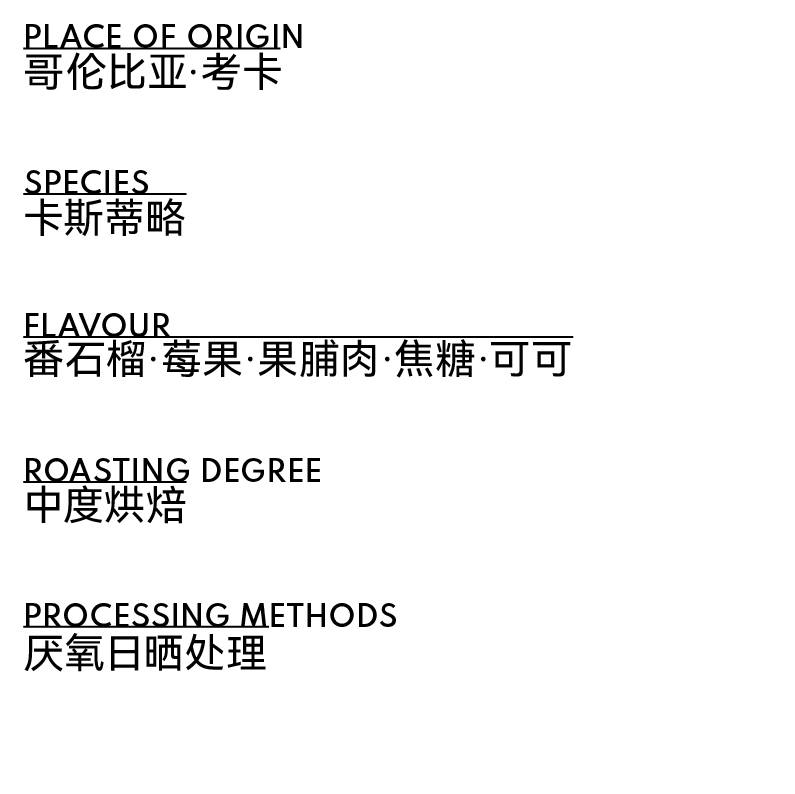 PLACE OF ORIGIN
哥伦比亚·考卡
SPECIES
卡斯蒂略
FLAVOUR
番石榴·莓果·果脯肉·焦糖·可可
ROASTING DEGREE
中度烘焙
PROCESSING METHODS
厌氧日晒处理